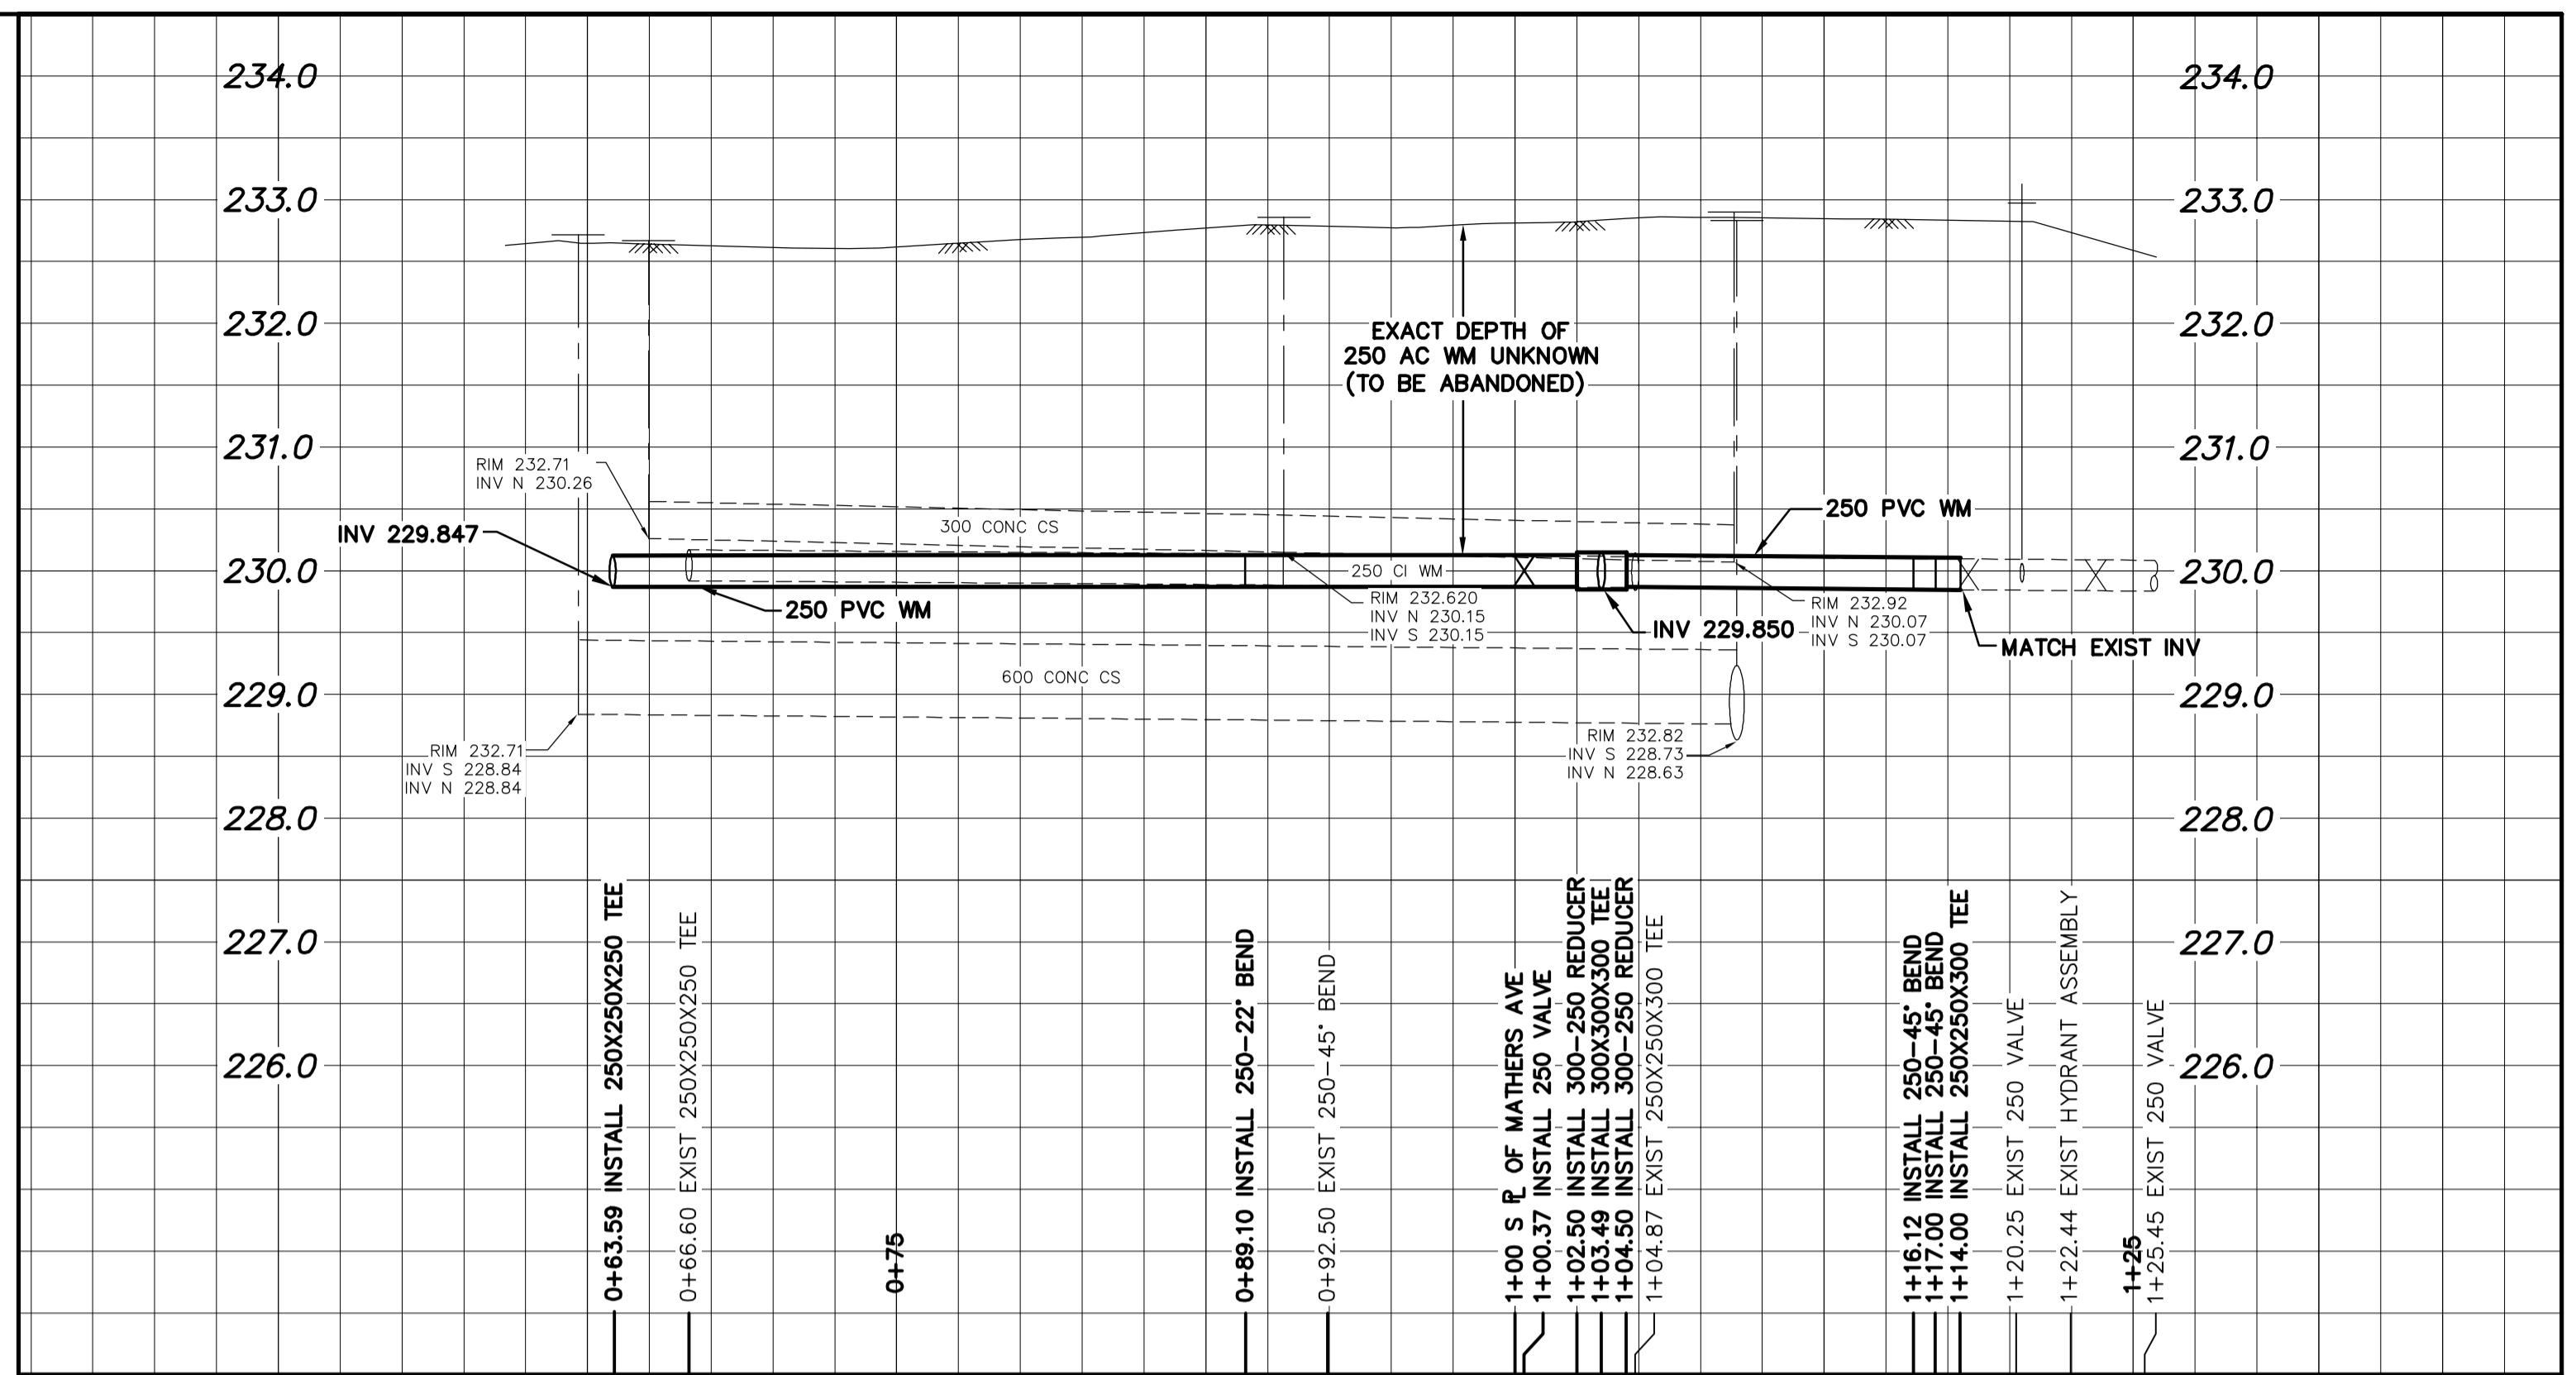 234.0
234.0
233.0
233.0
232.0
232.0
EXACT DEPTH OF
250 AC WM UNKNOWN
(TO BE ABANDONED)
231.0
231.0
RIM 232.71
INV N 230.26
INV 229.847
300 CONC CS
250 PVC WM
230.0
250 CI WM
230.0
250 PVC WM
RIM 232.620
INV N 230.15
INV S 230.15
INV 229.850
RIM 232.92
INV N 230.07
INV S 230.07
MATCH EXIST INV
600 CONC CS
229.0
229.0
RIM 232.71
INV S 228.84
INV N 228.84
RIM 232.82
INV S 228.73
INV N 228.63
228.0
228.0
227.0
227.0
226.0
226.0
0+63.59 INSTALL 250X250X250 TEE
0+66.60 EXIST 250X250X250 TEE
0+75
0+89.10 INSTALL 250-22° BEND
0+92.50 EXIST 250-45° BEND
1+00 S PL OF MATHERS AVE
1+00.37 INSTALL 250 VALVE
1+02.50 INSTALL 300-250 REDUCER
1+03.49 INSTALL 300X300X300 TEE
1+04.50 INSTALL 300-250 REDUCER
1+04.87 EXIST 250X250X300 TEE
1+16.12 INSTALL 250-45° BEND
1+17.00 INSTALL 250-45° BEND
1+14.00 INSTALL 250X250X300 TEE
1+20.25 EXIST 250 VALVE
1+22.44 EXIST HYDRANT ASSEMBLY
1+25
1+25.45 EXIST 250 VALVE